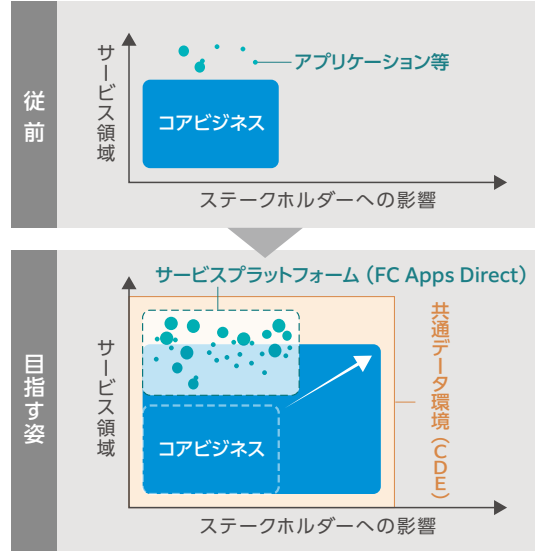 従前
サービス領域
アプリケーション等
コアビジネス
ステークホルダーへの影響
目指す姿
サービスプラットフォーム（FC Apps Direct）
サービス領域
コアビジネス
共通データ環境（CDE）
ステークホルダーへの影響